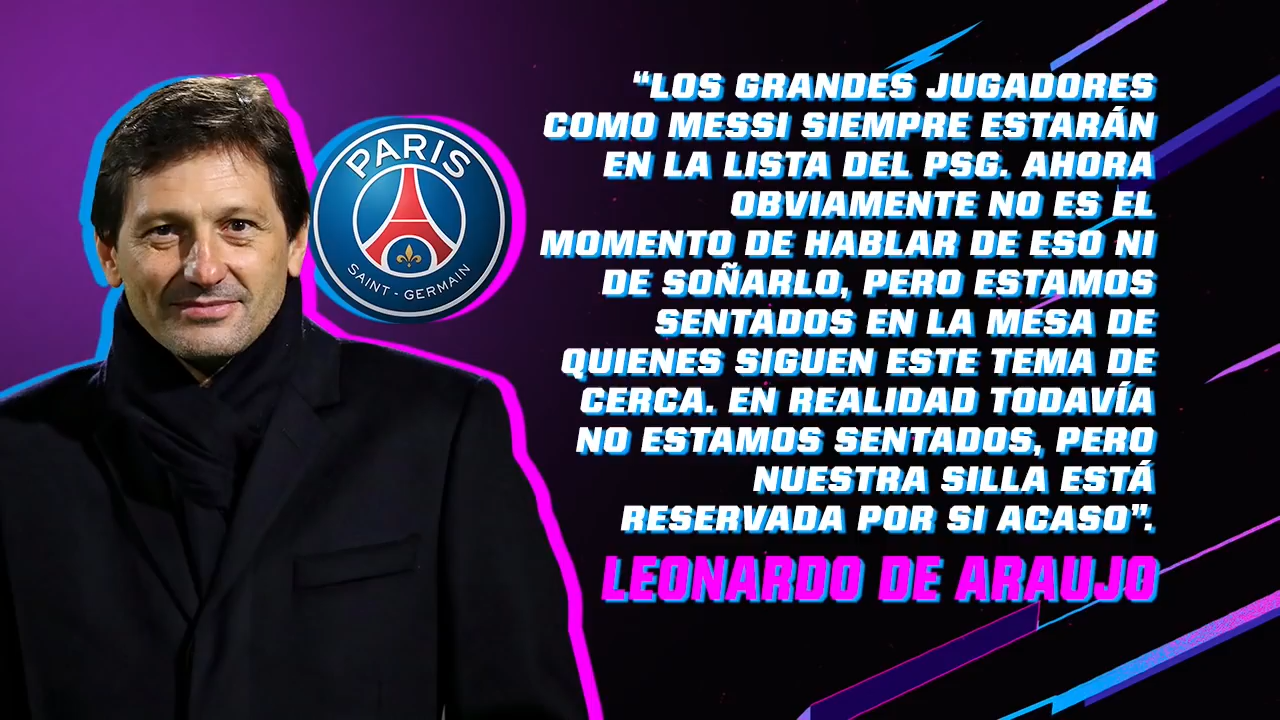 PARIS
SAINT - GERMAIN
“LOS GRANDES JUGADORES
COMO MESSI SIEMPRE ESTARÁN
EN LA LISTA DEL PSG. AHORA
OBVIAMENTE NO ES EL
MOMENTO DE HABLAR DE ESO NI
DE SOÑARLO, PERO ESTAMOS
SENTADOS EN LA MESA DE
QUIENES SIGUEN ESTE TEMA DE
CERCA. EN REALIDAD TODAVÍA
NO ESTAMOS SENTADOS, PERO
NUESTRA SILLA ESTÁ
RESERVADA POR SI ACASO”.
LEONARDO DE ARAUJO